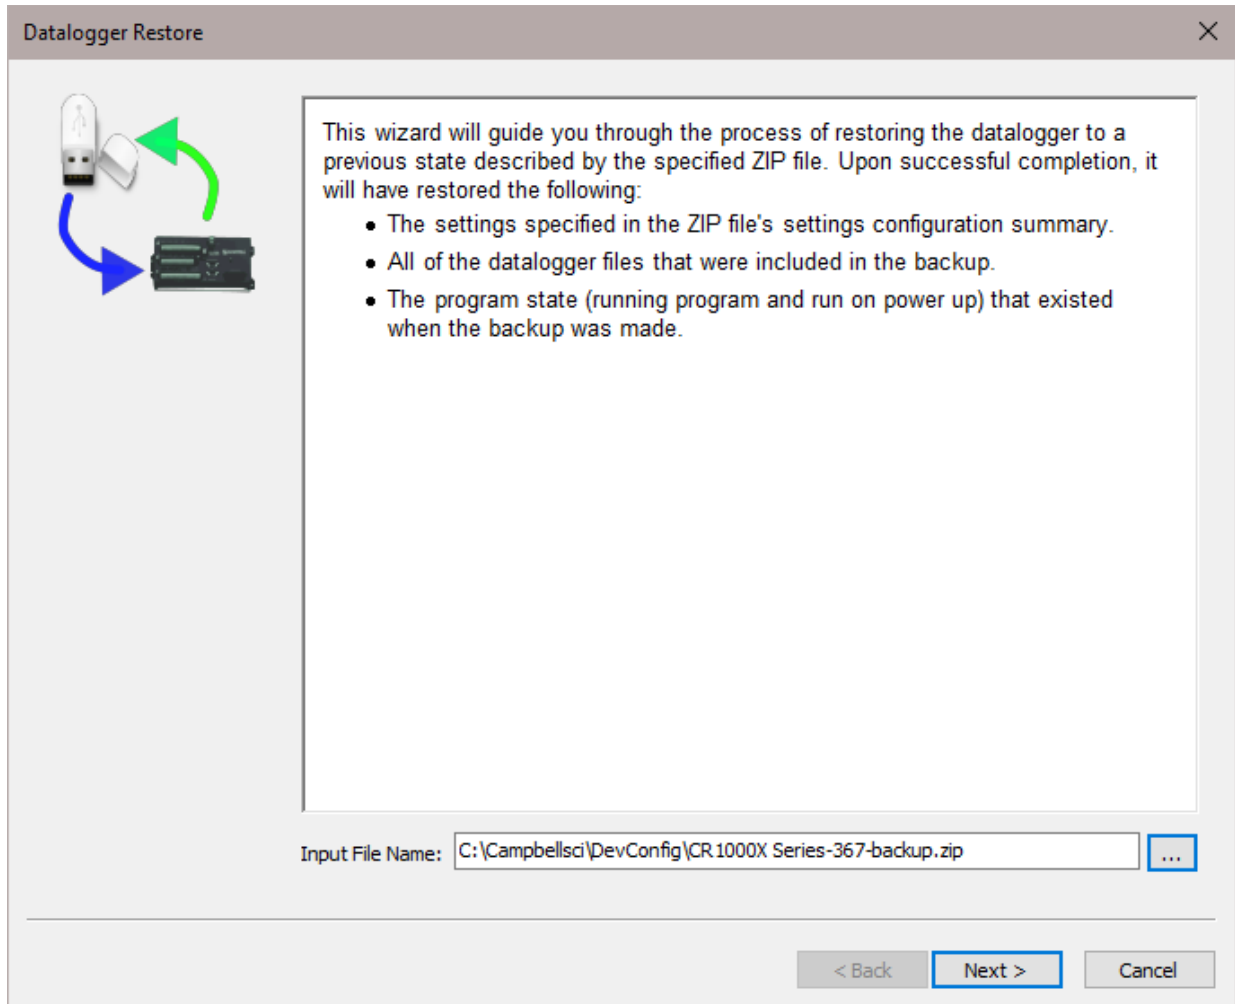 Datalogger Restore
This wizard will guide you through the process of restoring the datalogger to a
previous state described by the specified ZIP file. Upon successful completion, it
will have restored the following:
• The settings specified in the ZIP file's settings configuration summary.
• All of the datalogger files that were included in the backup.
• The program state (running program and run on power up) that existed
when the backup was made.
Input File Name: C:\Campbellsci\DevConfig\CR1000X Series-367-backup.zip ...
< Back Next > Cancel